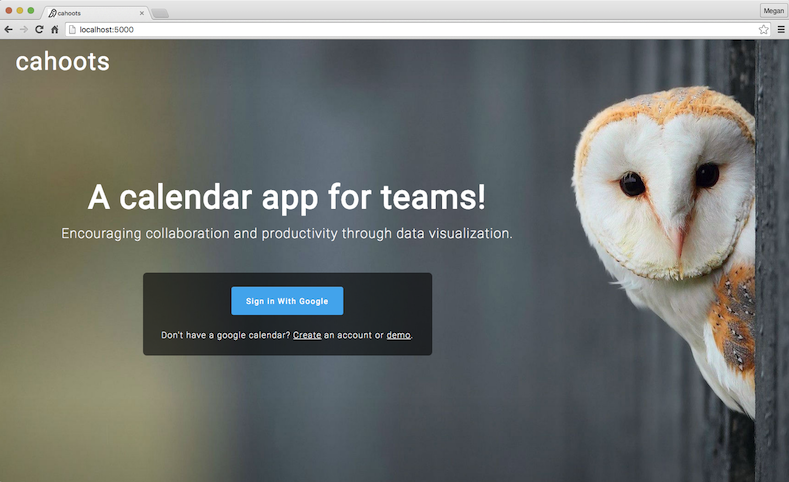 cahoots
Megan
localhost:5000
cahoots
A calendar app for teams!
Encouraging collaboration and productivity through data visualization.
Sign in With Google
Don't have a google calendar? Create an account or demo.